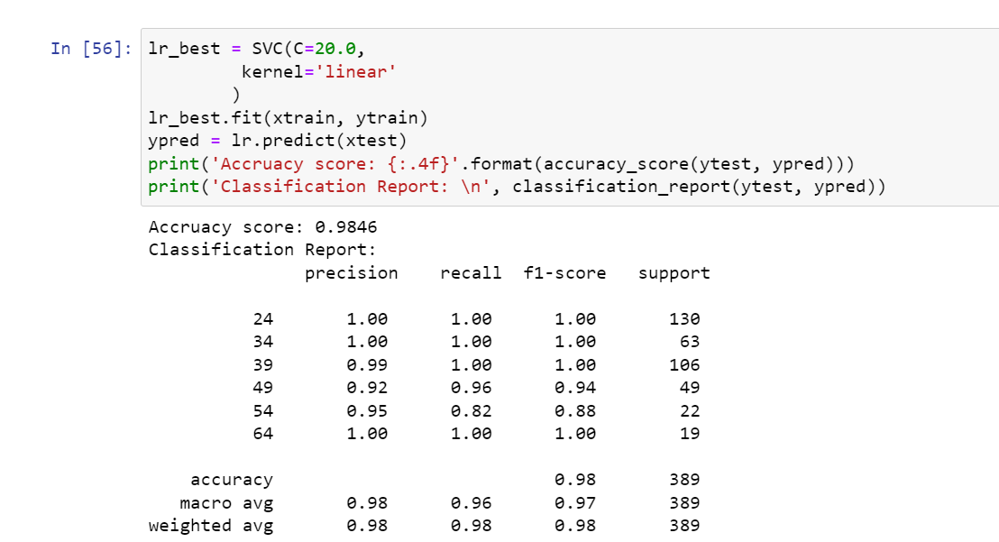 In [56]: lr_best = SVC(C=20.0,
kernel='linear'
)
lr_best.fit(xtrain, ytrain)
ypred = lr.predict(xtest)
print('Accruacy score: {:.4f}'.format(accuracy_score(ytest, ypred)))
print('Classification Report: \n', classification_report(ytest, ypred))
Accruacy score: 0.9846
Classification Report:
precision recall f1-score support
24 1.00 1.00 1.00 130
34 1.00 1.00 1.00 63
39 0.99 1.00 1.00 106
49 0.92 0.96 0.94 49
54 0.95 0.82 0.88 22
64 1.00 1.00 1.00 19
accuracy 0.98 389
macro avg 0.98 0.96 0.97 389
weighted avg 0.98 0.98 0.98 389